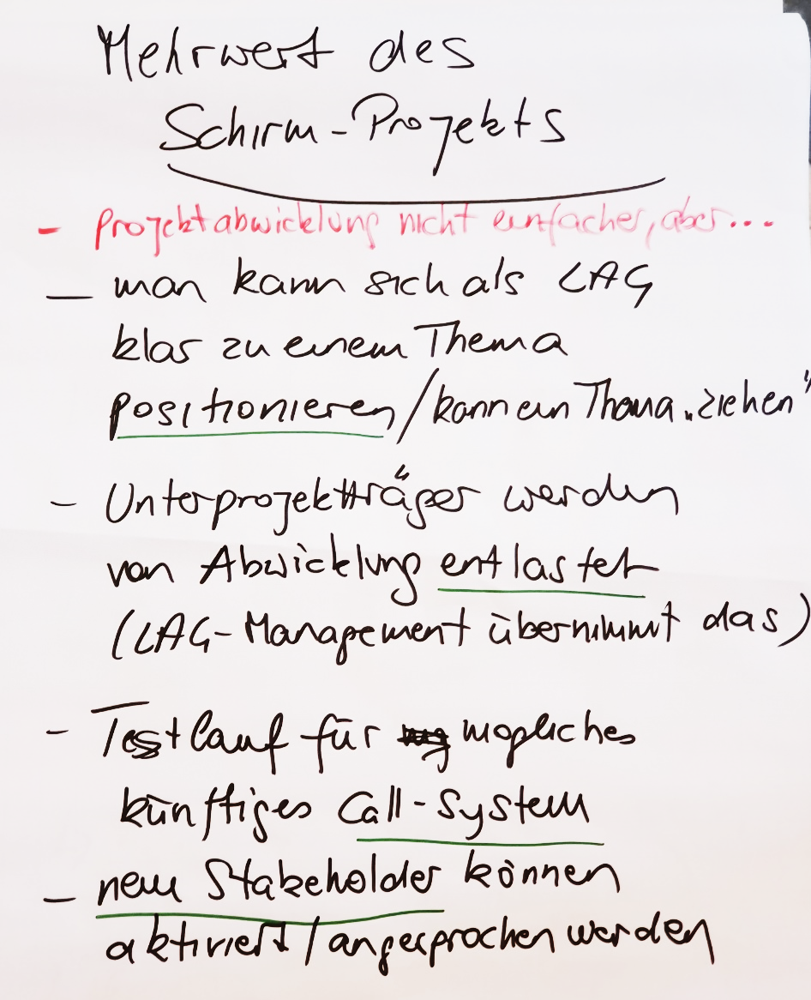 Mehrwert des
Schirm-Projekts
- Projektabwicklung nicht einfacher, aber...
- man kann sich als LAG
klar zu einem Thema
positionieren/kann ein Thema „ziehen"
- Unterprojektträger werden
von Abwicklung entlastet
(LAG-Management übernimmt das)
- Testlauf für mögliches
künftiges Call-System
- neue Stakeholder können
aktiviert/angesprochen werden